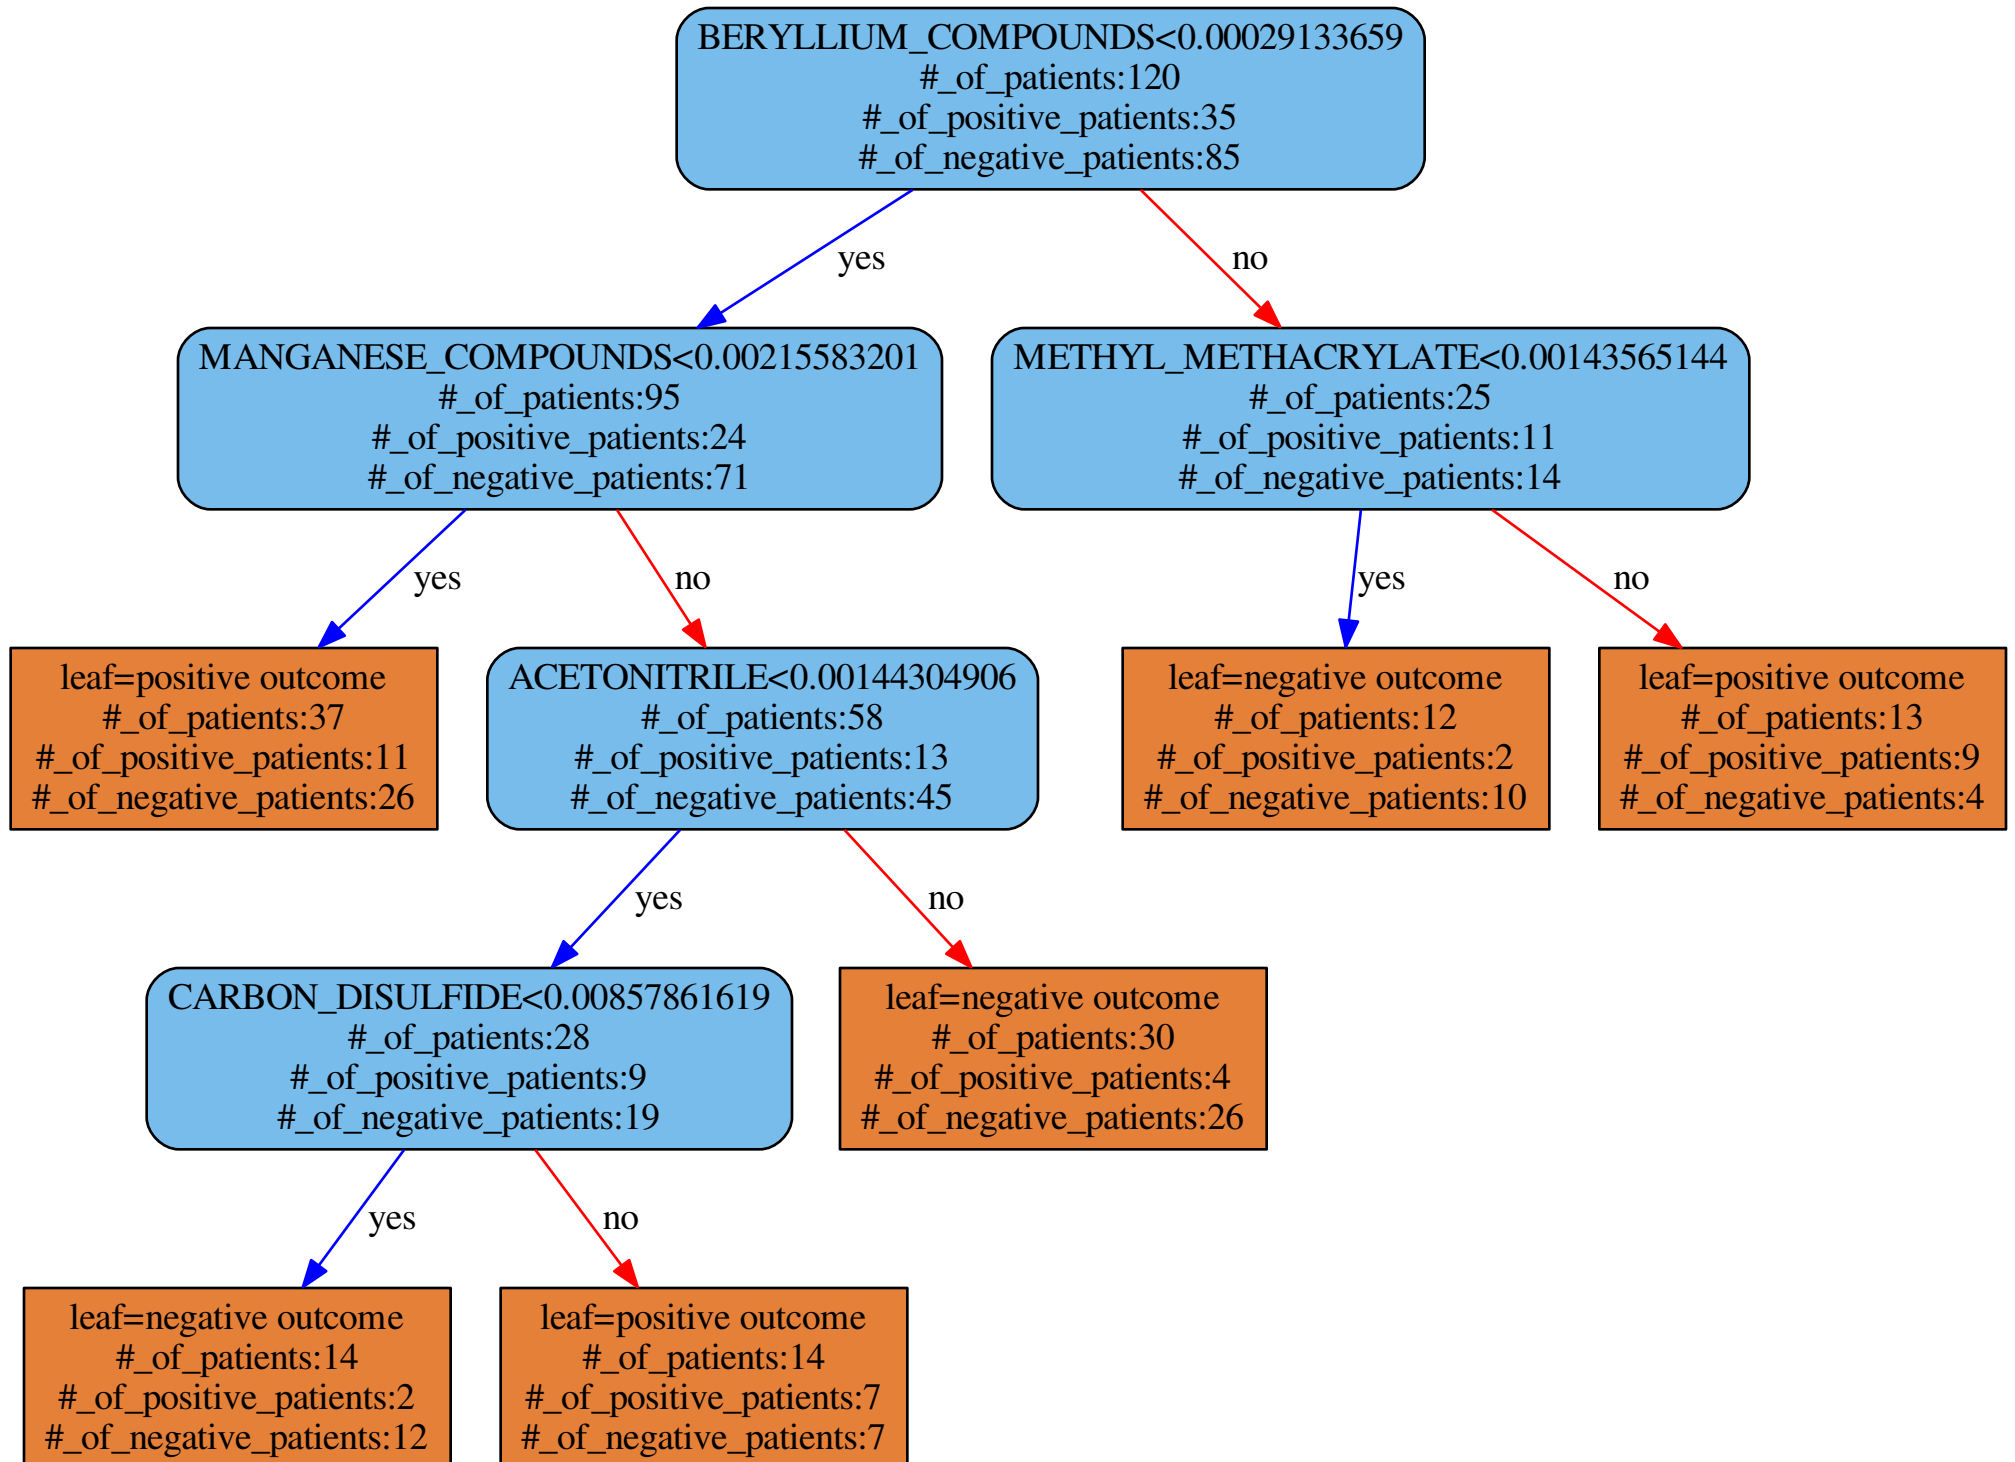 BERYLLIUM_COMPOUNDS<0.00029133659
#_of_patients:120
#_of_positive_patients:35
#_of_negative_patients:85
yes
no
MANGANESE_COMPOUNDS<0.00215583201
#_of_patients:95
#_of_positive_patients:24
#_of_negative_patients:71
METHYL_METHACRYLATE<0.00143565144
#_of_patients:25
#_of_positive_patients:11
#_of_negative_patients:14
yes
no
yes
no
leaf=positive outcome
#_of_patients:37
#_of_positive_patients:11
#_of_negative_patients:26
ACETONITRILE<0.00144304906
#_of_patients:58
#_of_positive_patients:13
#_of_negative_patients:45
leaf=negative outcome
#_of_patients:12
#_of_positive_patients:2
#_of_negative_patients:10
leaf=positive outcome
#_of_patients:13
#_of_positive_patients:9
#_of_negative_patients:4
yes
no
CARBON_DISULFIDE<0.00857861619
#_of_patients:28
#_of_positive_patients:9
#_of_negative_patients:19
leaf=negative outcome
#_of_patients:30
#_of_positive_patients:4
#_of_negative_patients:26
yes
no
leaf=negative outcome
#_of_patients:14
#_of_positive_patients:2
#_of_negative_patients:12
leaf=positive outcome
#_of_patients:14
#_of_positive_patients:7
#_of_negative_patients:7